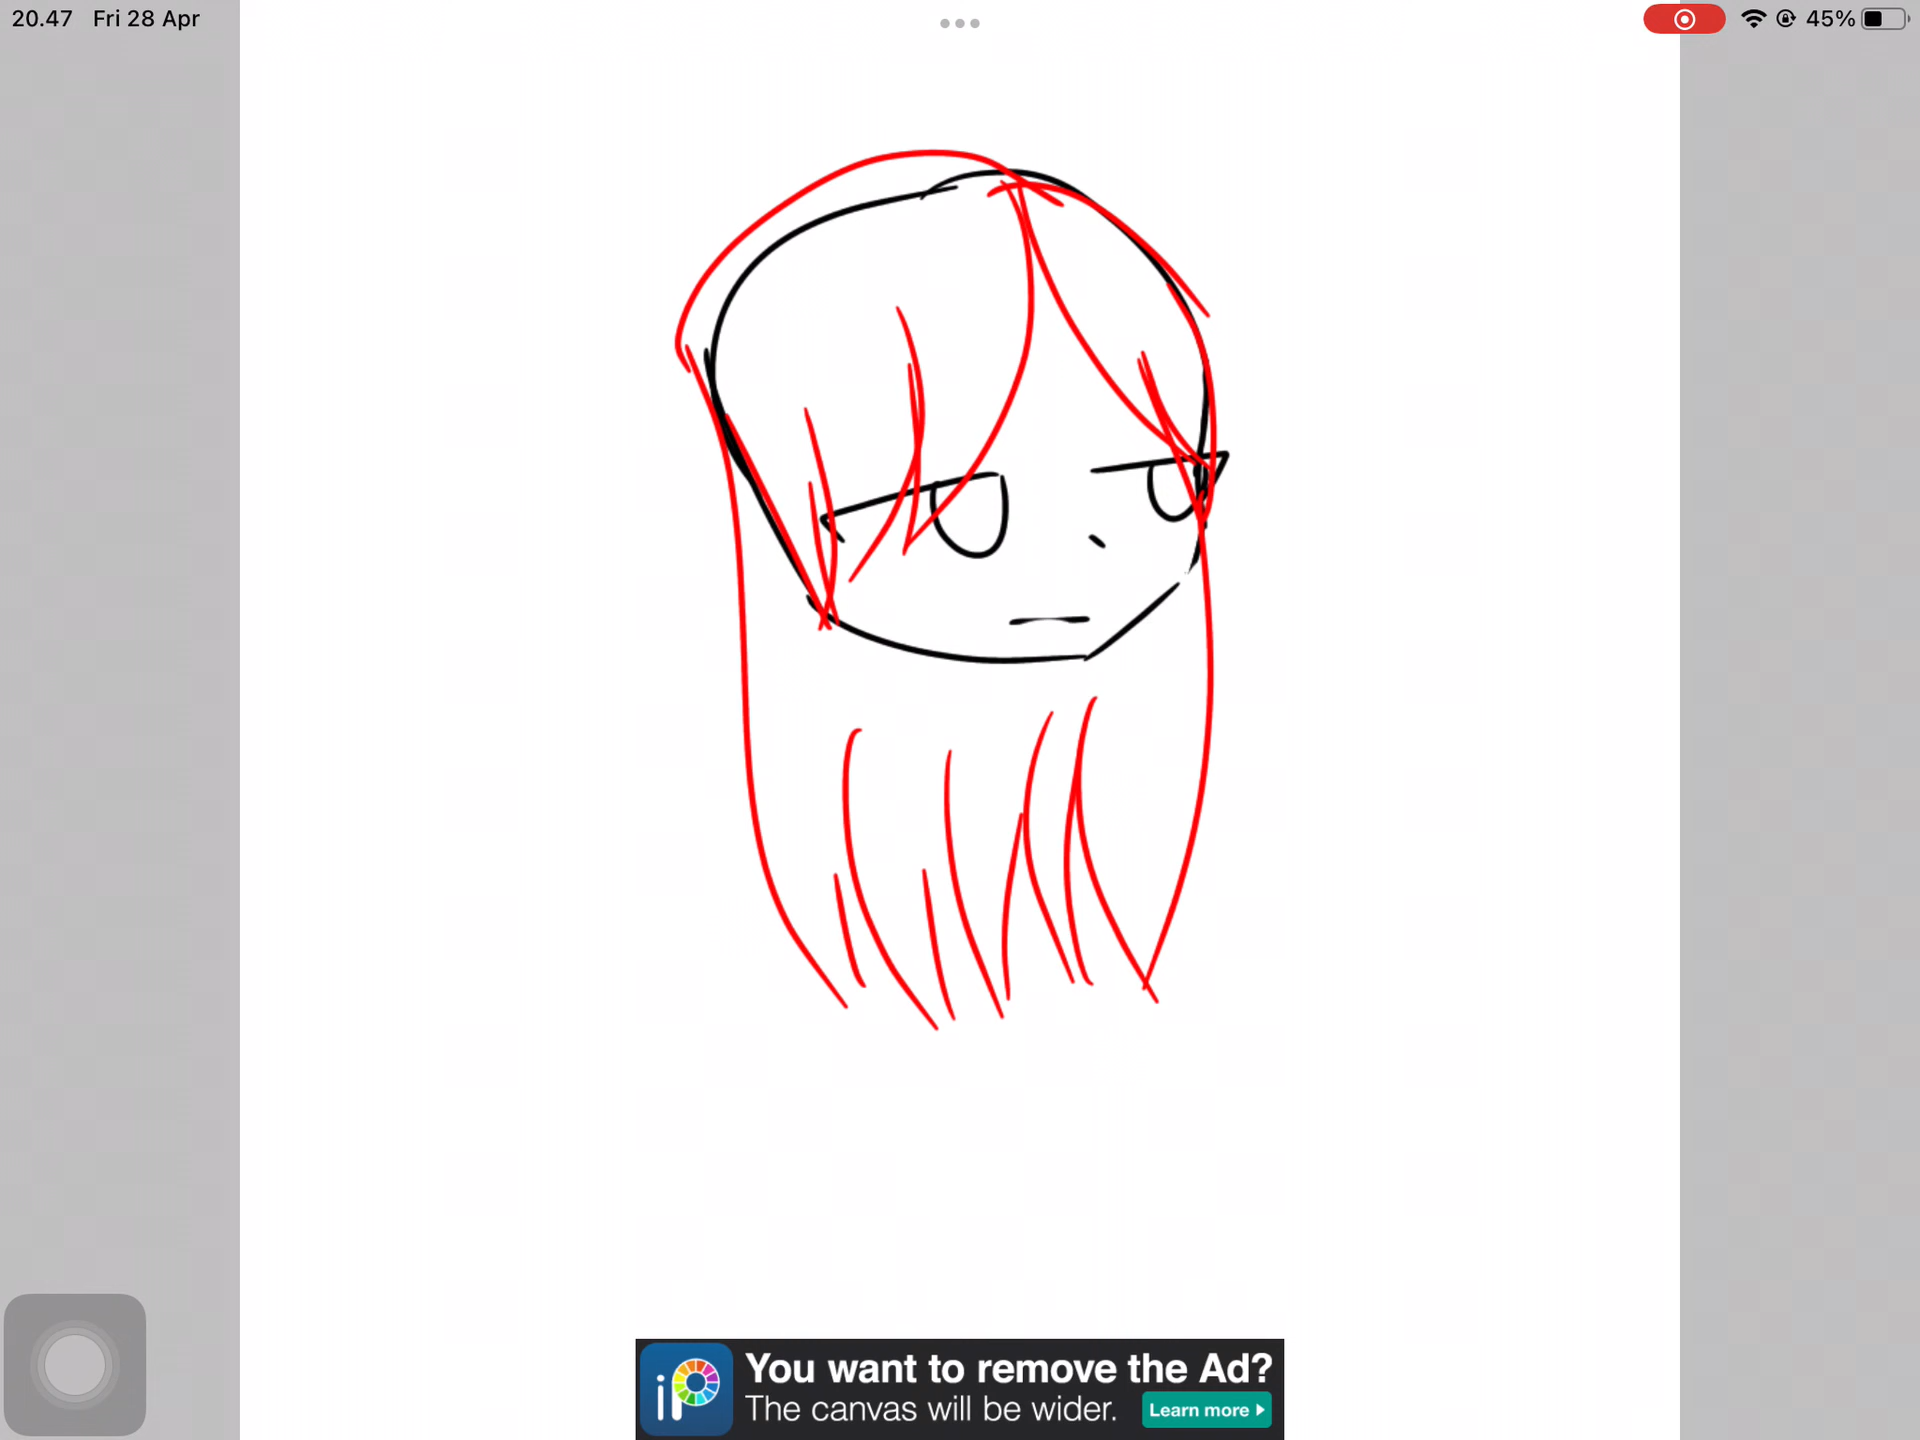 20.47 Fri 28 Apr
45%
iP
You want to remove the Ad?
The canvas will be wider.
Learn more